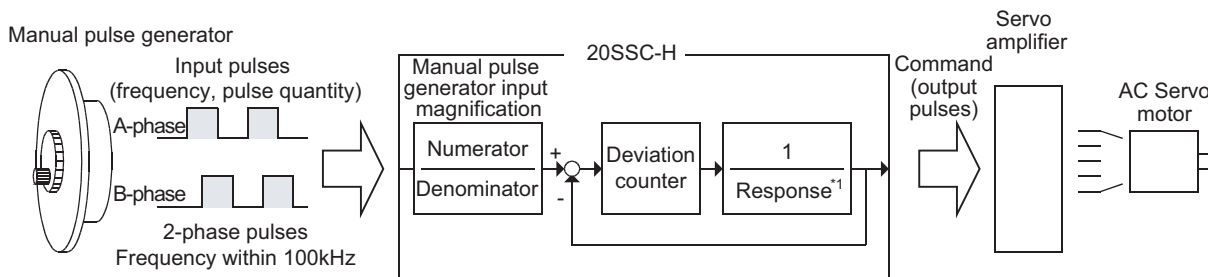 Manual pulse generator
Input pulses
(frequency, pulse quantity)
A-phase
B-phase
2-phase pulses
Frequency within 100kHz
20SSC-H
Manual pulse
generator input
magnification
Numerator
Denominator
+
-
Deviation
counter
1
Response*1
Command
(output
pulses)
Servo
amplifier
AC Servo
motor